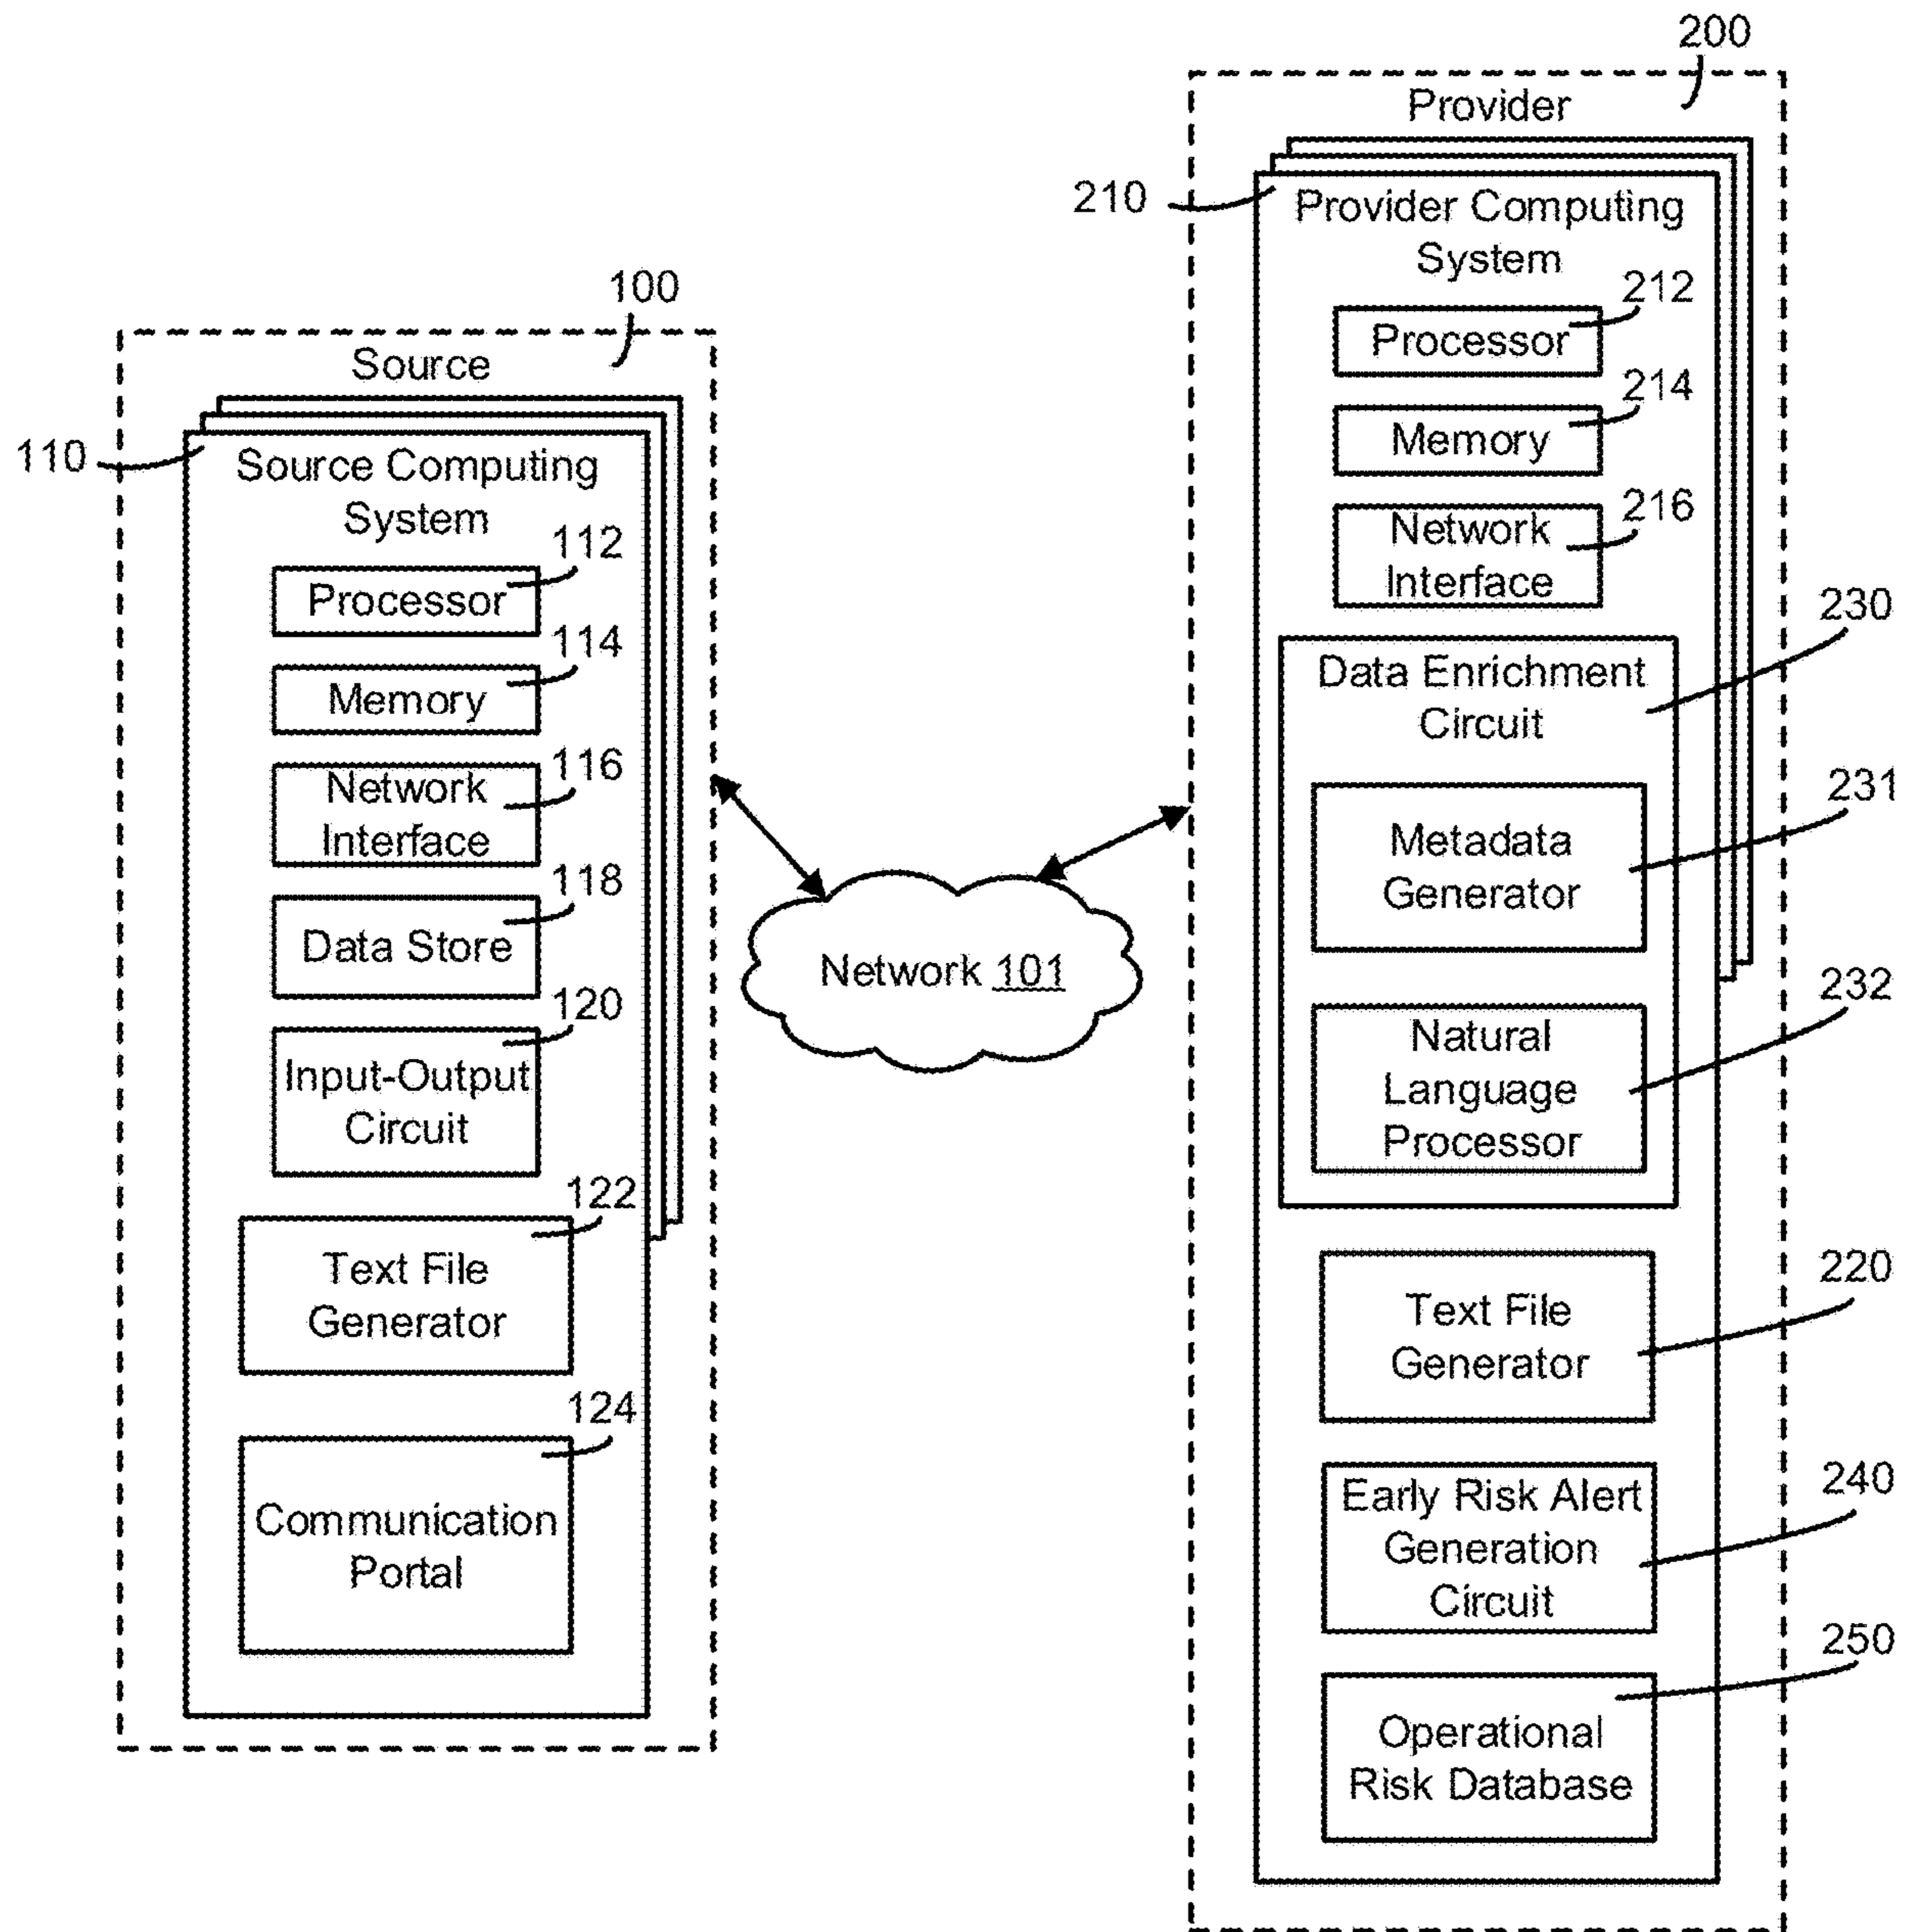 100
Source
110
Source Computing
System
112
Processor
114
Memory
116
Network
Interface
118
Data Store
120
Input-Output
Circuit
122
Text File
Generator
124
Communication
Portal
Network 101
200
Provider
210
Provider Computing
System
212
Processor
214
Memory
216
Network
Interface
230
Data Enrichment
Circuit
231
Metadata
Generator
232
Natural
Language
Processor
220
Text File
Generator
240
Early Risk Alert
Generation
Circuit
250
Operational
Risk Database